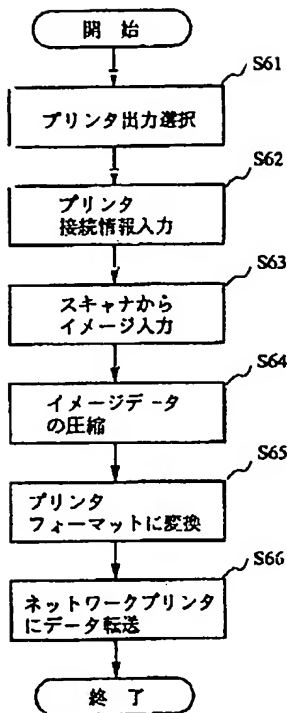 開 始
S61
プリンタ出力選択
S62
プリンタ
接続情報入力
S63
スキャナから
イメージ入力
S64
イメージデータ
の圧縮
S65
プリンタ
フォーマットに変換
S66
ネットワークプリンタ
にデータ転送
終 了